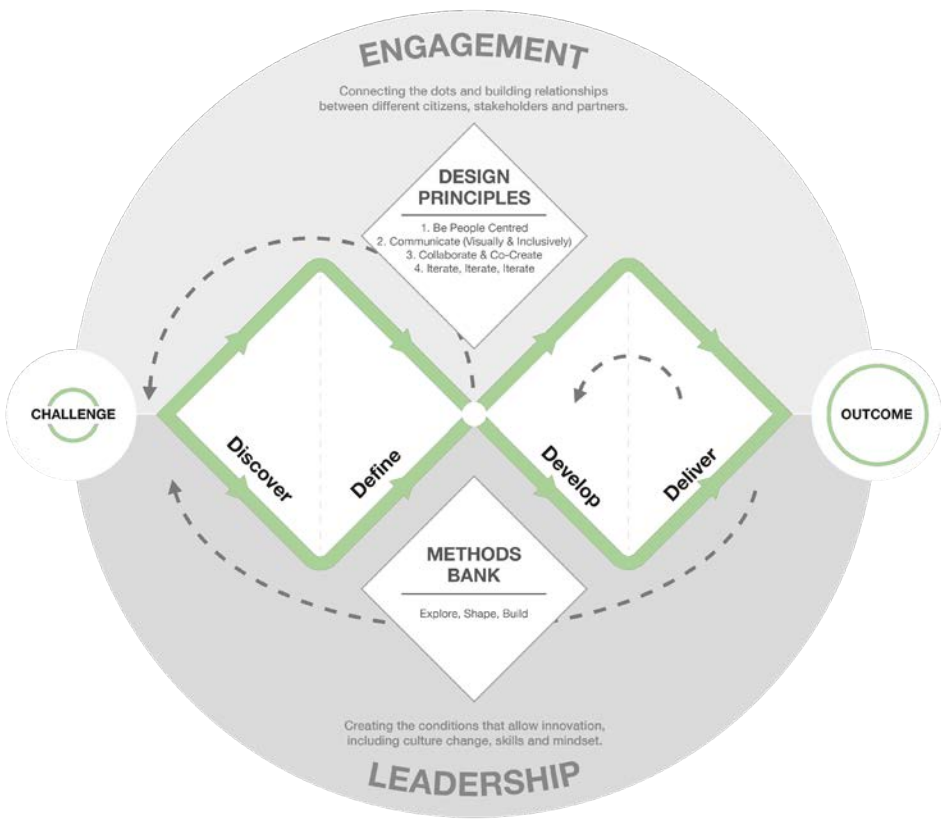 ENGAGEMENT
Connecting the dots and building relationships
between different citizens, stakeholders and partners.
DESIGN
PRINCIPLES
1. Be People Centred
2. Communicate (Visually & Inclusively)
3. Collaborate & Co-Create
4. Iterate, Iterate, Iterate
CHALLENGE
OUTCOME
Discover
Define
Develop
Deliver
METHODS
BANK
Explore, Shape, Build
Creating the conditions that allow innovation,
including culture change, skills and mindset.
LEADERSHIP